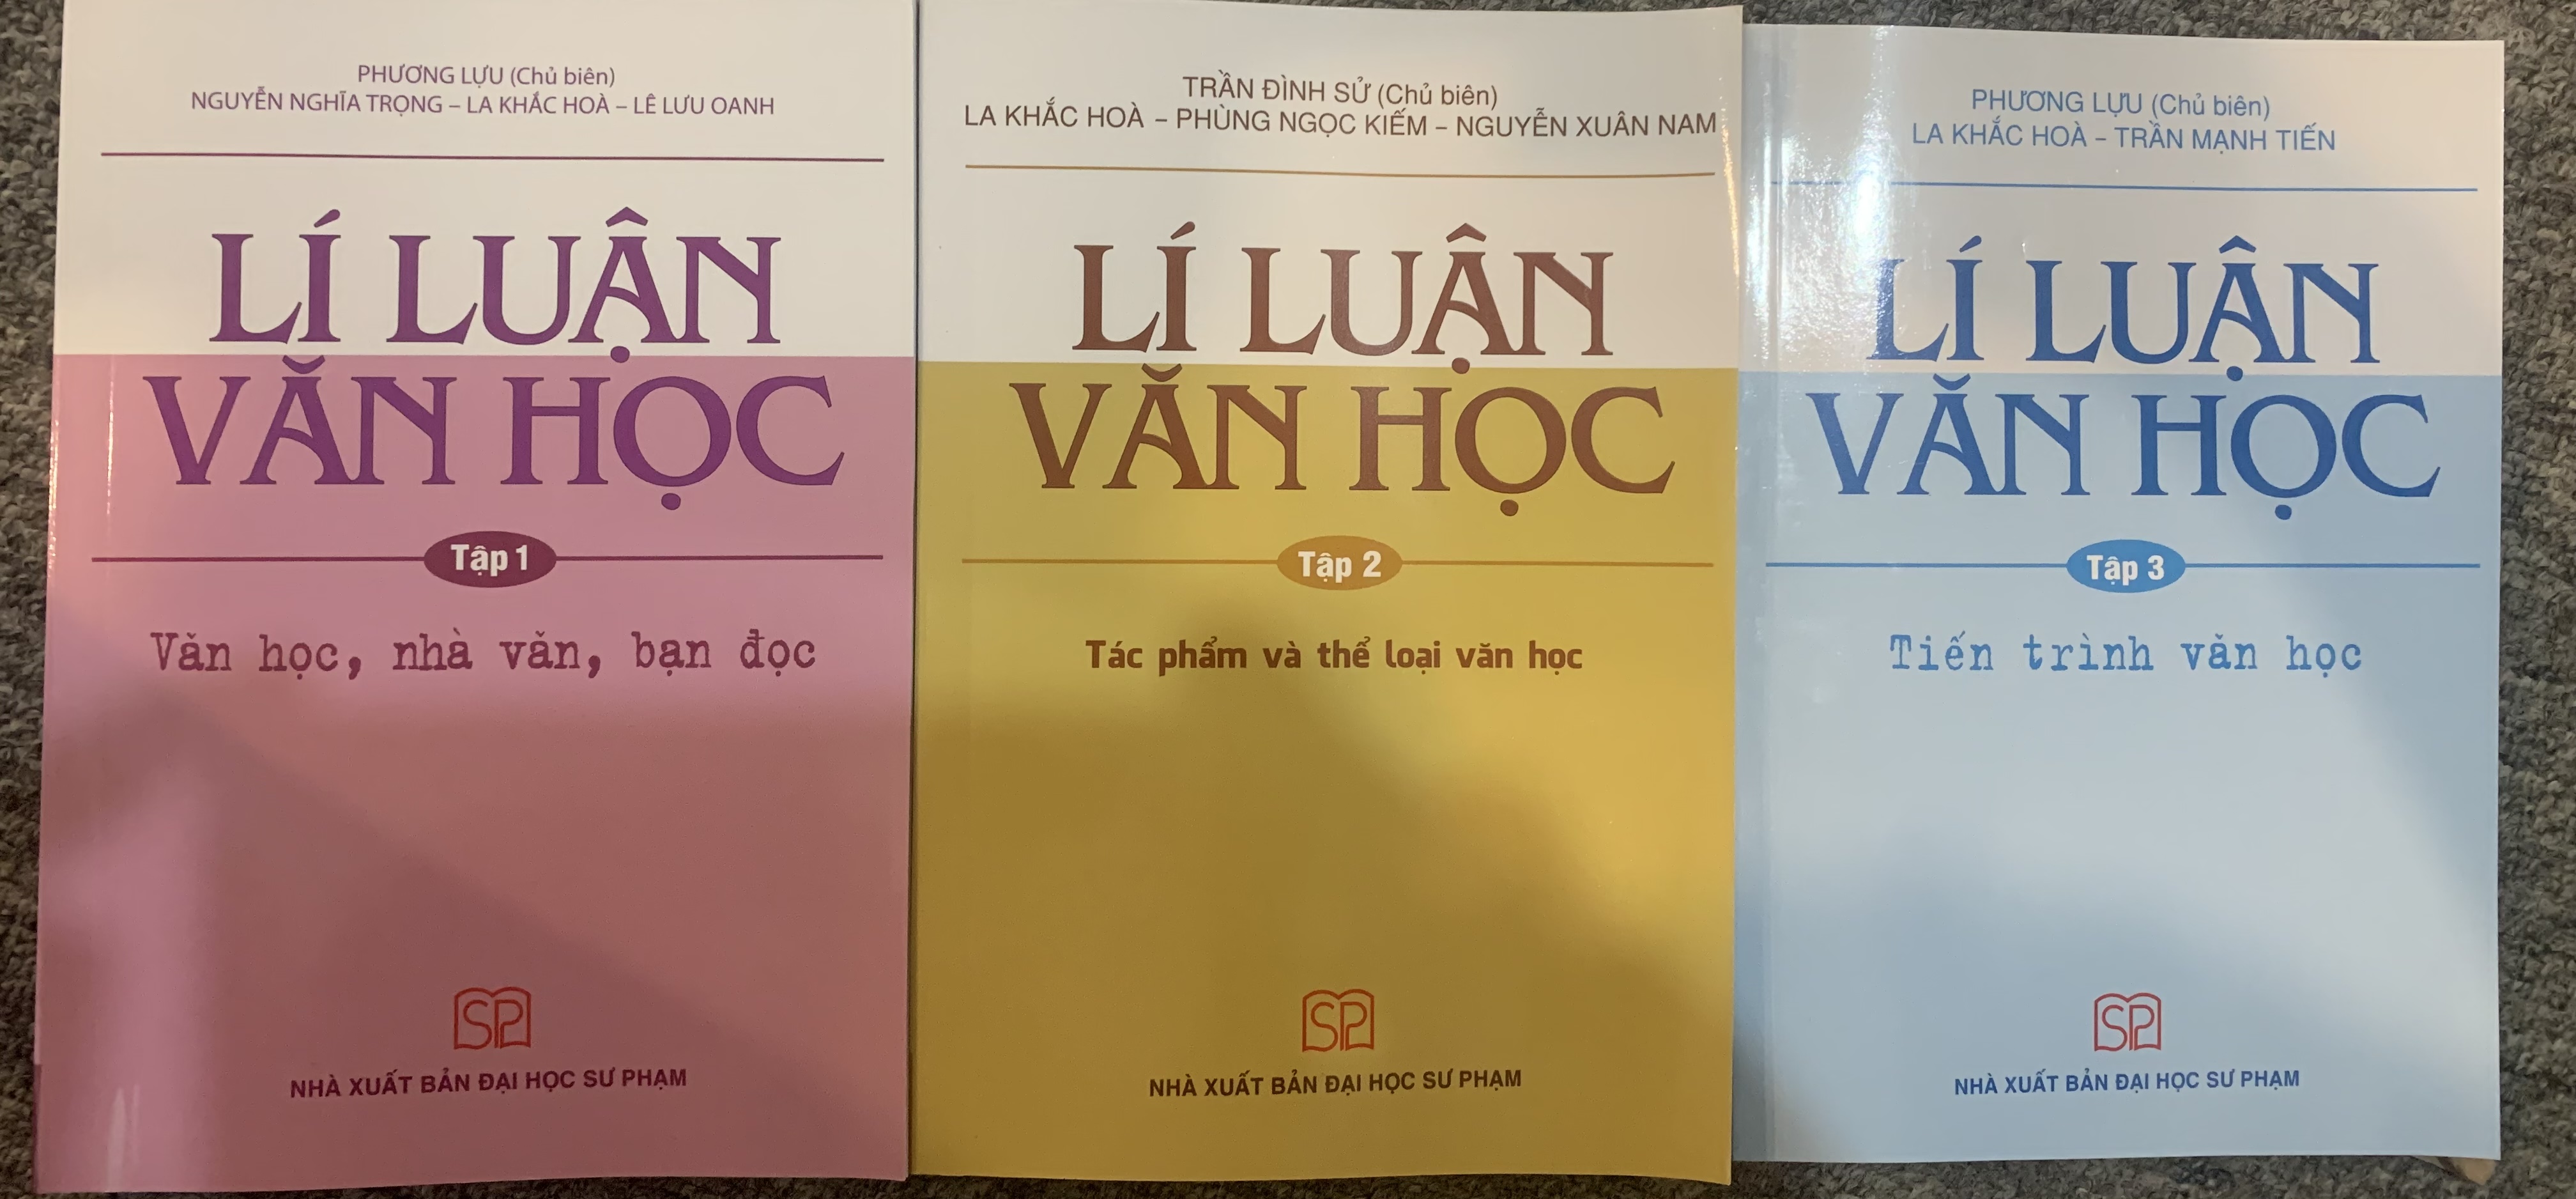 PHƯƠNG LỰU (Chủ biên)
NGUYỄN NGHĨA TRỌNG – LA KHẮC HOÀ – LÊ LƯU OANH
LÍ LUẬN
VĂN HỌC
Tập 1
Văn học, nhà văn, bạn đọc
SP
NHÀ XUẤT BẢN ĐẠI HỌC SƯ PHẠM
TRẦN ĐÌNH SỬ (Chủ biên)
LA KHẮC HOÀ – PHÙNG NGỌC KIẾM – NGUYỄN XUÂN NAM
LÍ LUẬN
VĂN HỌC
Tập 2
Tác phẩm và thể loại văn học
SP
NHÀ XUẤT BẢN ĐẠI HỌC SƯ PHẠM
PHƯƠNG LỰU (Chủ biên)
LA KHẮC HOÀ – TRẦN MẠNH TIẾN
LÍ LUẬN
VĂN HỌC
Tập 3
Tiến trình văn học
SP
NHÀ XUẤT BẢN ĐẠI HỌC SƯ PHẠM